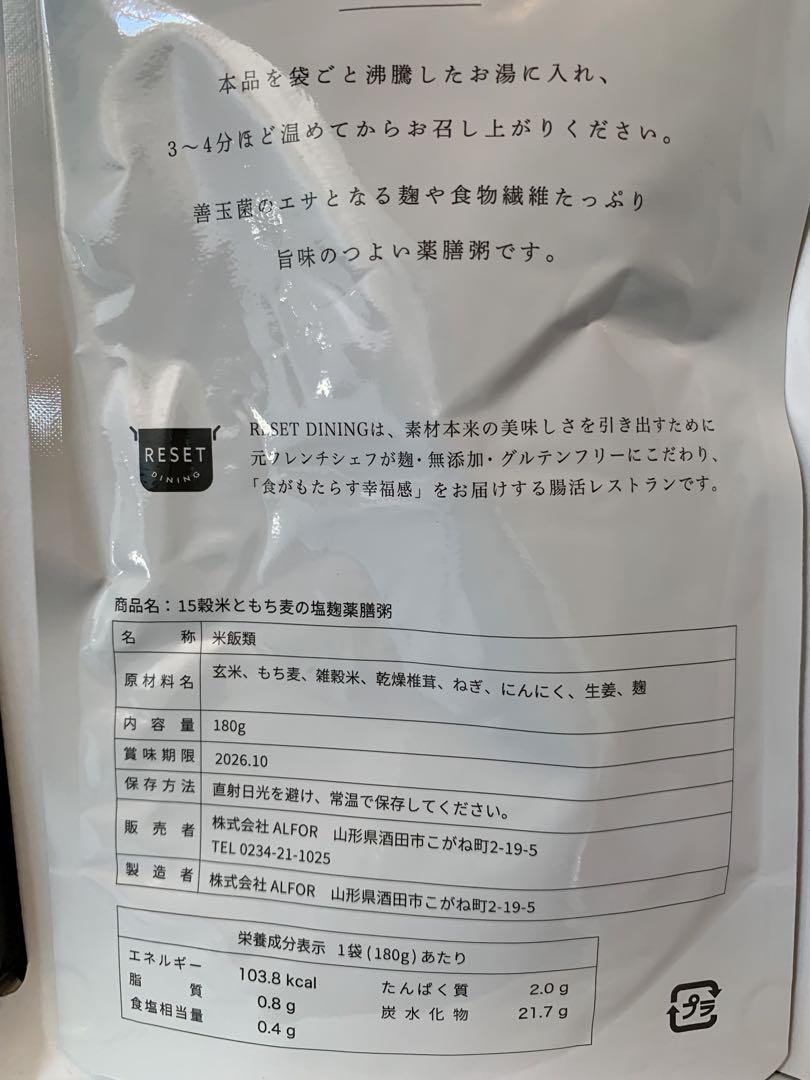 本品を袋ごと沸騰したお湯に入れ、
3～4分ほど温めてからお召し上がりください。
善玉菌のエサとなる麹や食物繊維たっぷり
旨味のつよい薬膳粥です。
RESET
DINING
RESET DININGは、素材本来の美味しさを引き出すために
元フレンチシェフが麹・無添加・グルテンフリーにこだわり、
「食がもたらす幸福感」をお届けする腸活レストランです。
商品名：15穀米ともち麦の塩麹薬膳粥
名称 米飯類
原材料名 玄米、もち麦、雑穀米、乾燥椎茸、ねぎ、にんにく、生姜、麹
内容量 180g
賞味期限 2026.10
保存方法 直射日光を避け、常温で保存してください。
販売者 株式会社ALFOR 山形県酒田市こがね町2-19-5
TEL 0234-21-1025
製造者 株式会社ALFOR 山形県酒田市こがね町2-19-5
栄養成分表示 1袋(180g)あたり
エネルギー 103.8 kcal たんぱく質 2.0 g
脂質 0.8 g 炭水化物 21.7 g
食塩相当量 0.4 g
プラ